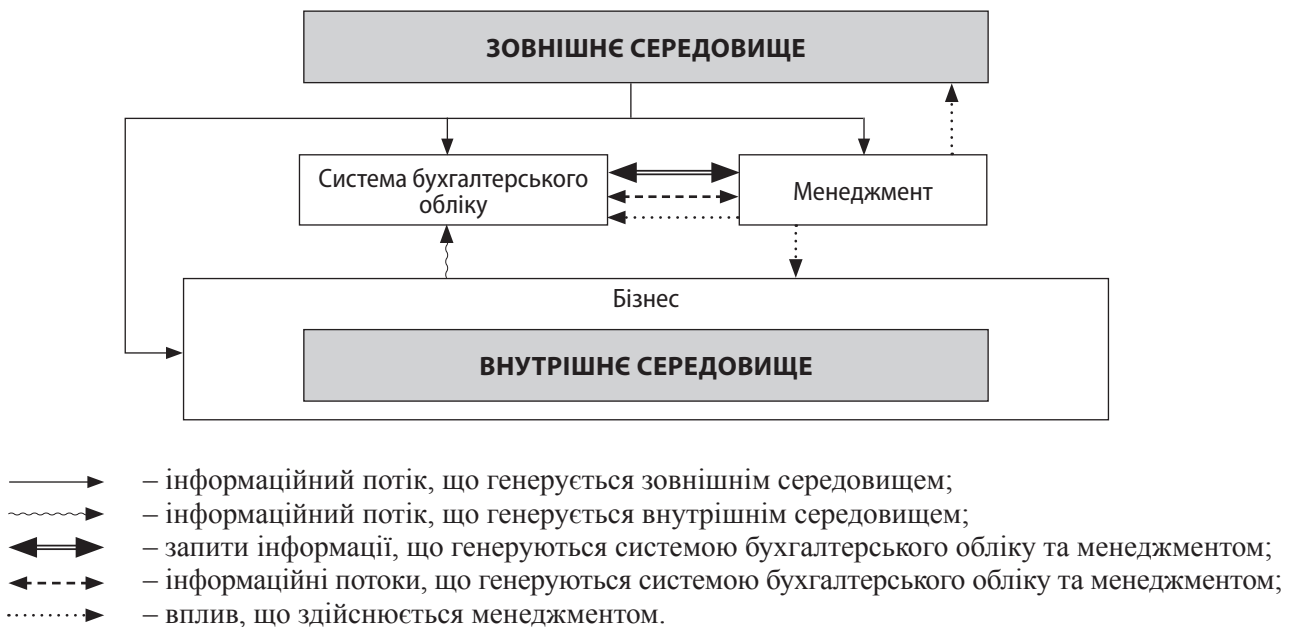 ЗОВНІШНЄ СЕРЕДОВИЩЕ
Система бухгалтерського
обліку
Менеджмент
Бізнес
ВНУТРІШНЄ СЕРЕДОВИЩЕ
– інформаційний потік, що генерується зовнішнім середовищем;
– інформаційний потік, що генерується внутрішнім середовищем;
– запити інформації, що генеруються системою бухгалтерського обліку та менеджментом;
– інформаційні потоки, що генеруються системою бухгалтерського обліку та менеджментом;
– вплив, що здійснюється менеджментом.